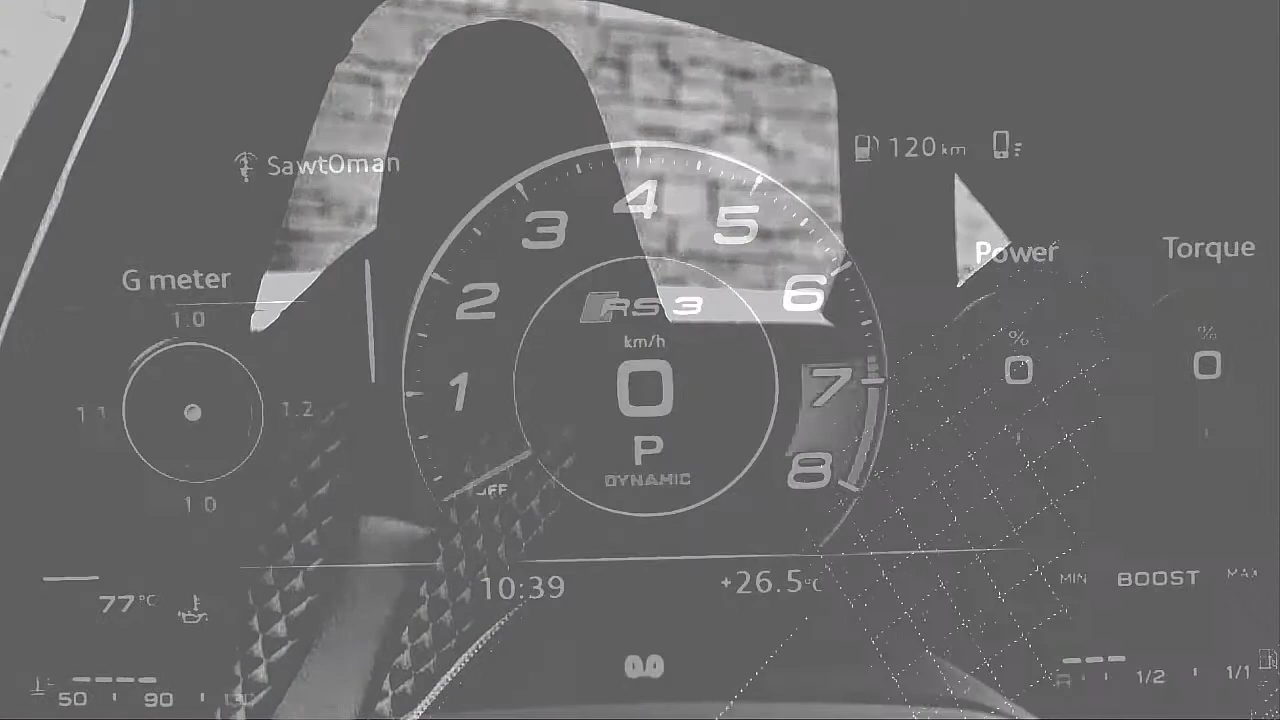 SawtOman
120 km
G meter
1.0
1.1
1.2
1.0
1
2
3
4
5
6
7
8
RS 3
km/h
0
P
DYNAMIC
OFF
Power
%
0
Torque
%
0
77°C
10:39
+26.5°C
MIN BOOST MAX
50 90 130
1/2 1/1